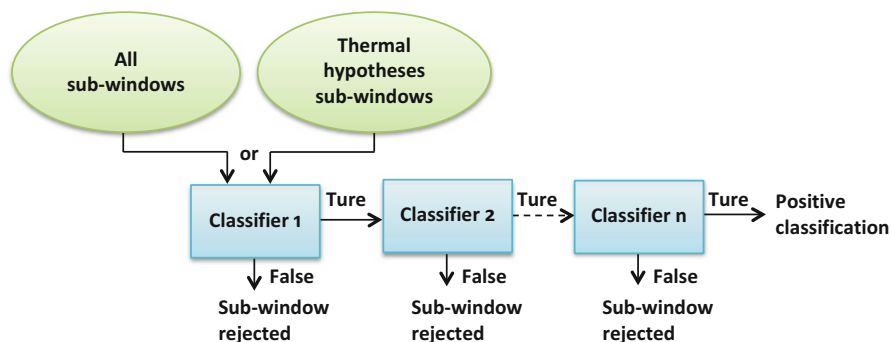 All
sub-windows
Thermal
hypotheses
sub-windows
or
Classifier 1
Ture
Classifier 2
Ture
Classifier n
Ture
Positive
classification
False
Sub-window
rejected
False
Sub-window
rejected
False
Sub-window
rejected